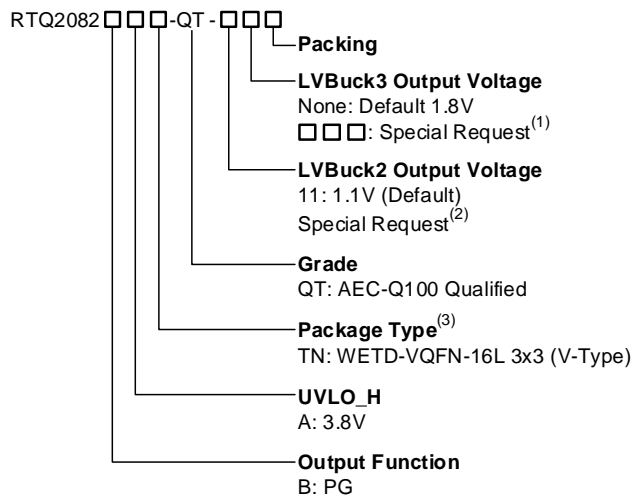 RTQ2082□□□-QT-□□□
Packing
LVBuck3 Output Voltage
None: Default 1.8V
□□□: Special Request(1)
LVBuck2 Output Voltage
11: 1.1V (Default)
Special Request(2)
Grade
QT: AEC-Q100 Qualified
Package Type(3)
TN: WETD-VQFN-16L 3x3 (V-Type)
UVLO_H
A: 3.8V
Output Function
B: PG